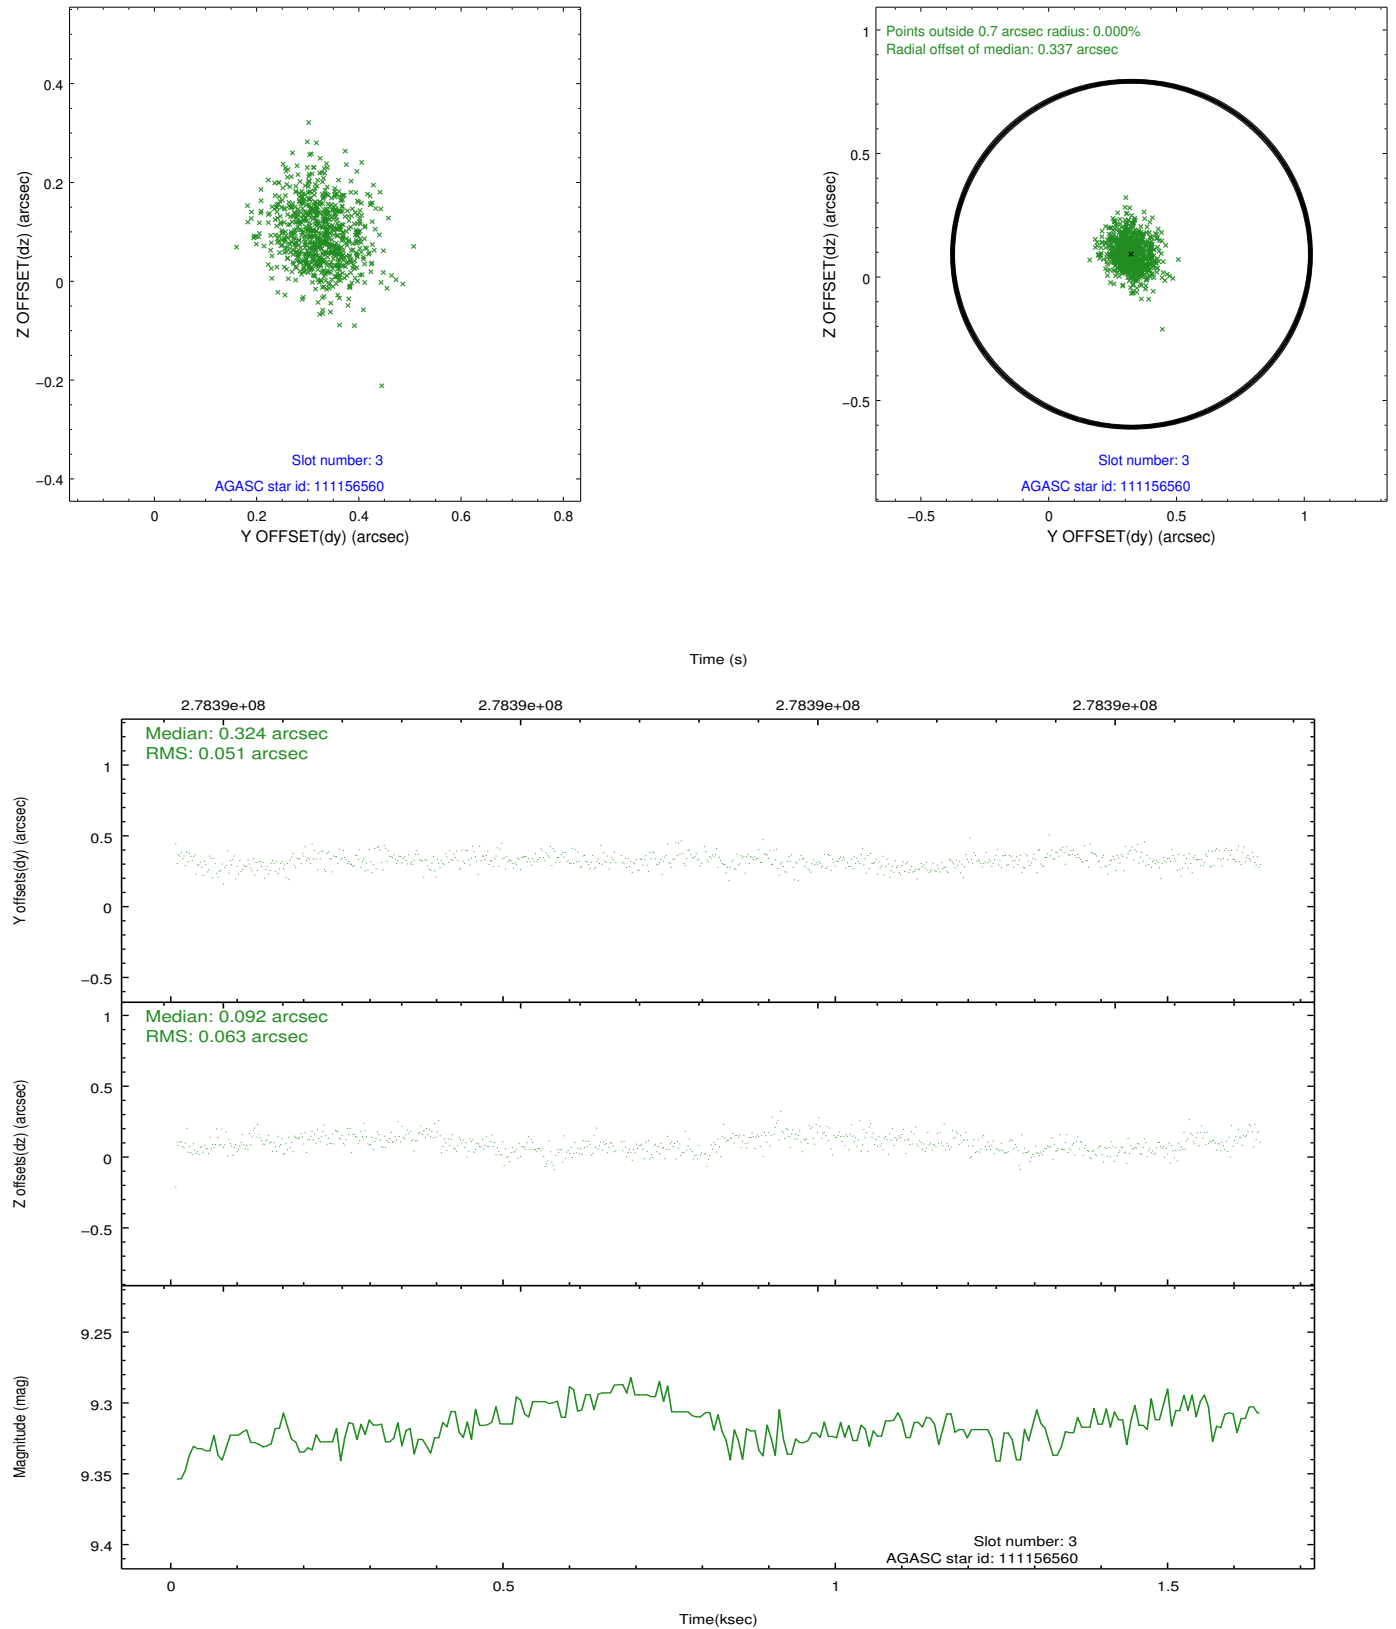 0.4
0.2
0
−0.2
−0.4
Z OFFSET(dz) (arcsec)
Slot number: 3
AGASC star id: 111156560
0 0.2 0.4 0.6 0.8
Y OFFSET(dy) (arcsec)
Points outside 0.7 arcsec radius: 0.000%
Radial offset of median: 0.337 arcsec
1
0.5
0
−0.5
Z OFFSET(dz) (arcsec)
Slot number: 3
AGASC star id: 111156560
−0.5 0 0.5 1
Y OFFSET(dy) (arcsec)
Time (s)
2.7839e+08 2.7839e+08 2.7839e+08 2.7839e+08
Median: 0.324 arcsec
RMS: 0.051 arcsec
1
0.5
0
−0.5
Y offsets(dy) (arcsec)
Median: 0.092 arcsec
RMS: 0.063 arcsec
1
0.5
0
−0.5
Z offsets(dz) (arcsec)
9.25
9.3
9.35
9.4
Magnitude (mag)
Slot number: 3
AGASC star id: 111156560
0 0.5 1 1.5
Time(ksec)